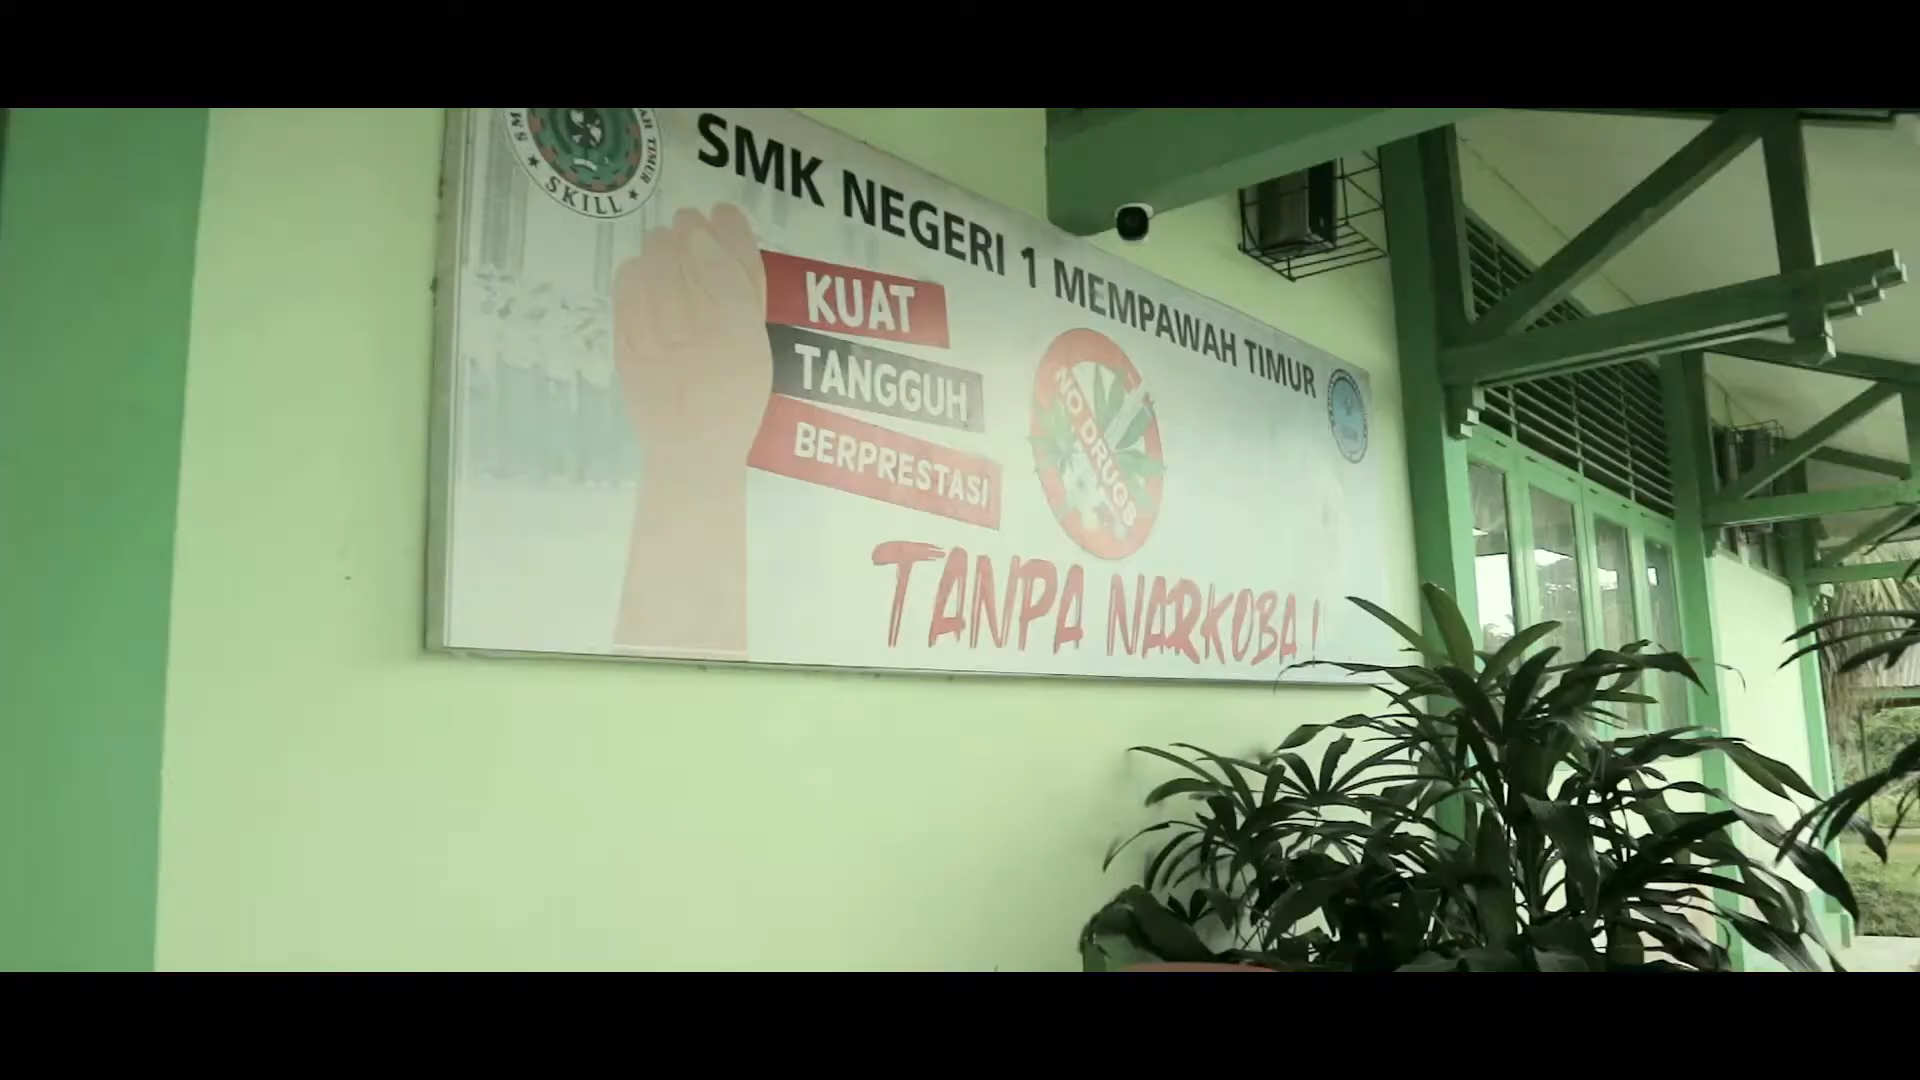 SMK NEGERI 1 MEMPAWAH TIMUR
SKILL
KUAT
TANGGUH
BERPRESTASI
NO DRUGS
TANPA NARKOBA !